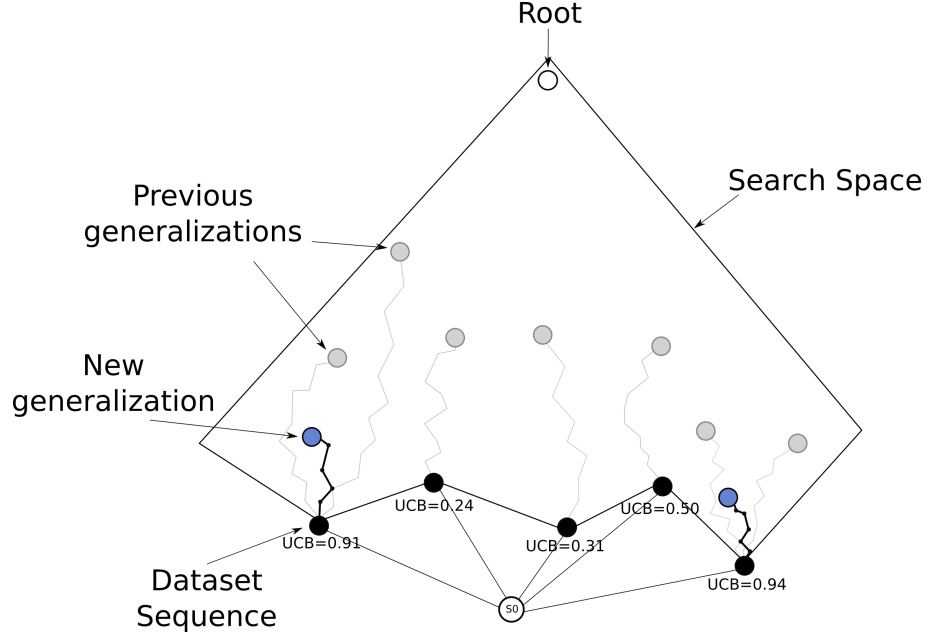 Root
Search Space
Previous
generalizations
New
generalization
UCB=0.24
UCB=0.50
UCB=0.91
UCB=0.31
Dataset
Sequence
UCB=0.94
S0